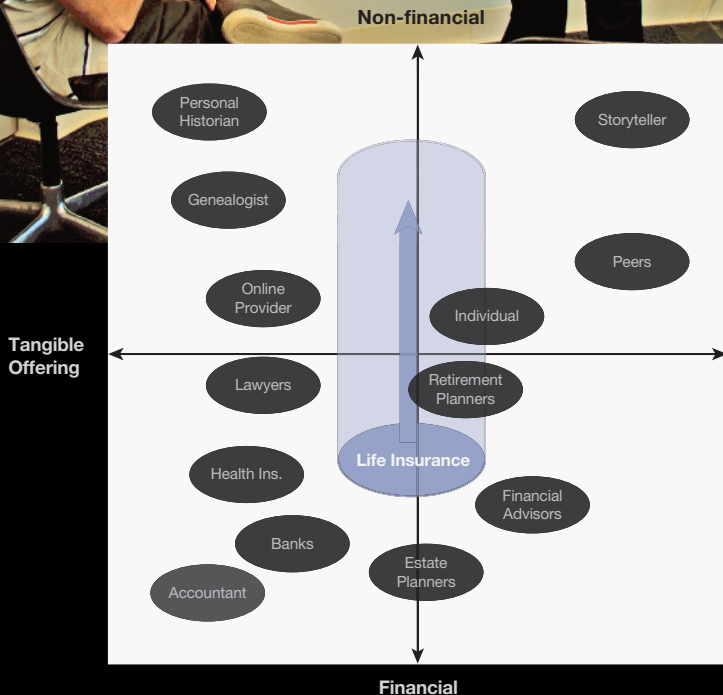 Non-financial
Personal
Historian
Storyteller
Genealogist
Peers
Online
Provider
Individual
Tangible
Offering
Lawyers
Retirement
Planners
Life Insurance
Health Ins.
Financial
Advisors
Banks
Estate
Planners
Accountant
Financial